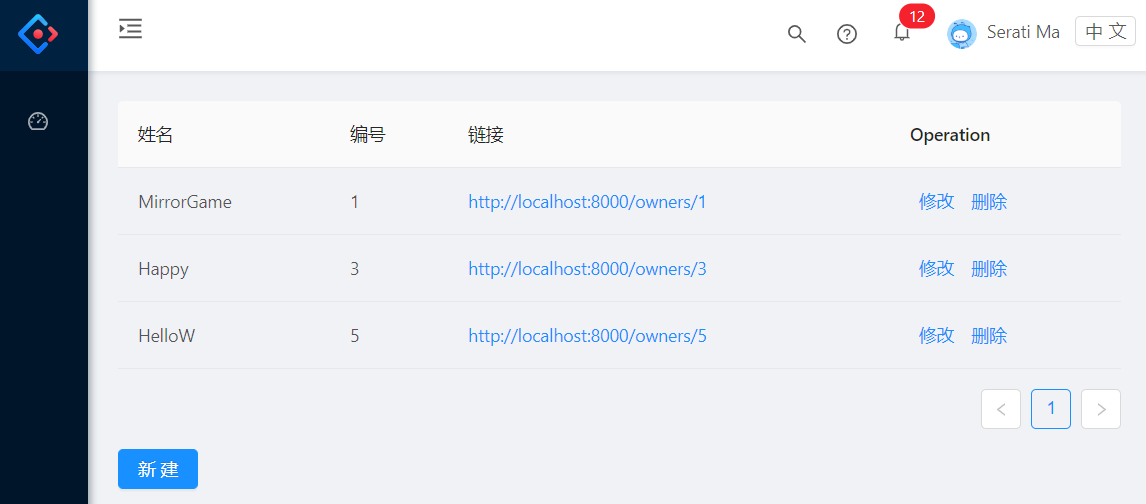 12
Serati Ma 中 文
姓名 编号 链接 Operation
MirrorGame 1 http://localhost:8000/owners/1 修改 删除
Happy 3 http://localhost:8000/owners/3 修改 删除
HelloW 5 http://localhost:8000/owners/5 修改 删除
1
新 建